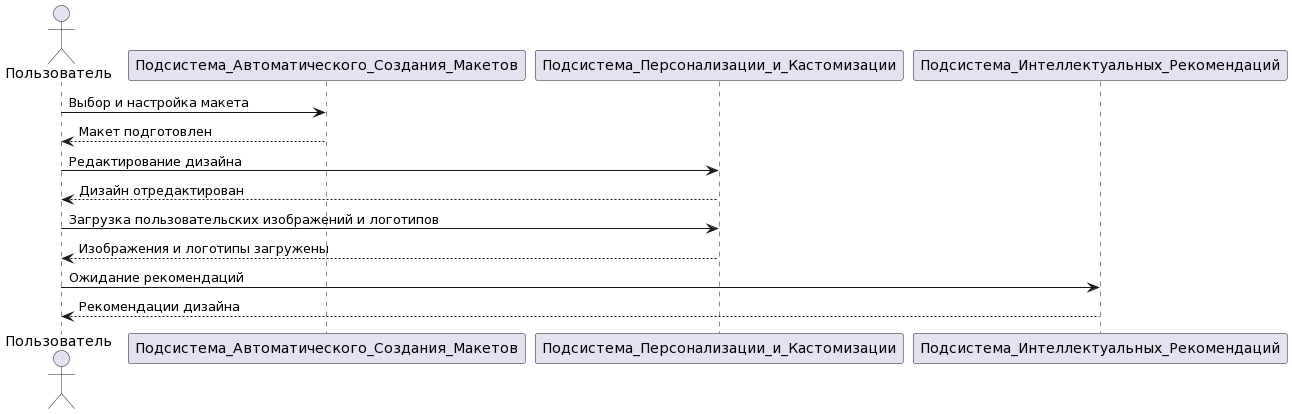 Пользователь
Подсистема_Автоматического_Создания_Макетов
Подсистема_Персонализации_и_Кастомизации
Подсистема_Интеллектуальных_Рекомендаций
Выбор и настройка макета
Макет подготовлен
Редактирование дизайна
Дизайн отредактирован
Загрузка пользовательских изображений и логотипов
Изображения и логотипы загружены
Ожидание рекомендаций
Рекомендации дизайна
Пользователь
Подсистема_Автоматического_Создания_Макетов
Подсистема_Персонализации_и_Кастомизации
Подсистема_Интеллектуальных_Рекомендаций